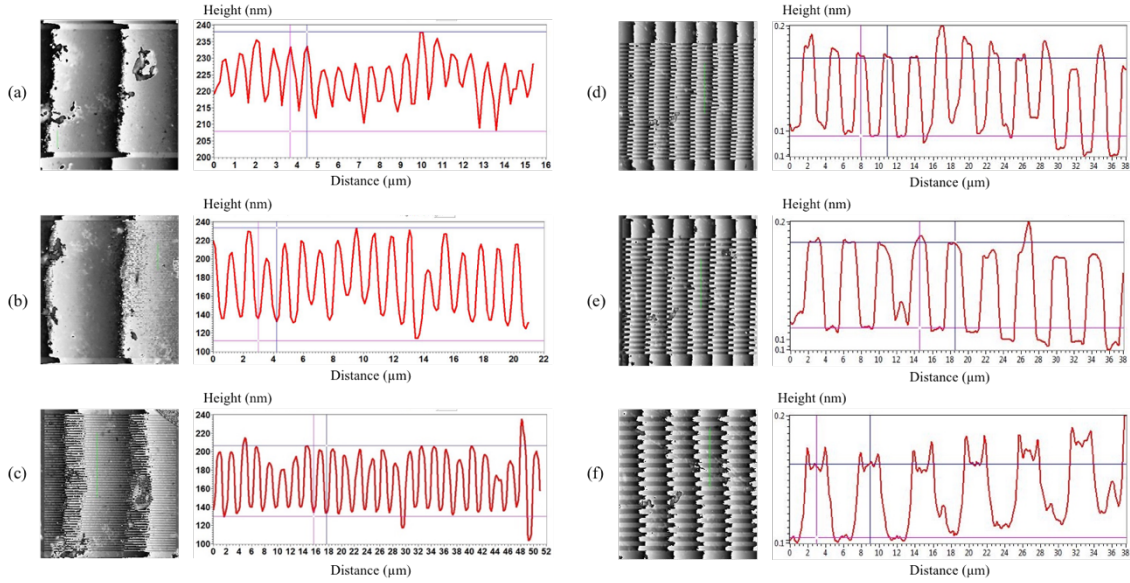 (a)
Height (nm)
240
235
230
225
220
215
210
205
200
0 1 2 3 4 5 6 7 8 9 10 11 12 13 14 15 16
Distance (µm)
(b)
Height (nm)
240
220
200
180
160
140
120
100
0 2 4 6 8 10 12 14 16 18 20 22
Distance (µm)
(c)
Height (nm)
240
220
200
180
160
140
120
100
0 2 4 6 8 10 12 14 16 18 20 22 24 26 28 30 32 34 36 38 40 42 44 46 48 50 52
Distance (µm)
(d)
Height (nm)
0.2
0.1
0.1
0 2 4 6 8 10 12 14 16 18 20 22 24 26 28 30 32 34 36 38
Distance (µm)
(e)
Height (nm)
0.2
0.1
0.1
0 2 4 6 8 10 12 14 16 18 20 22 24 26 28 30 32 34 36 38
Distance (µm)
(f)
Height (nm)
0.2
0.1
0 2 4 6 8 10 12 14 16 18 20 22 24 26 28 30 32 34 36 38
Distance (µm)